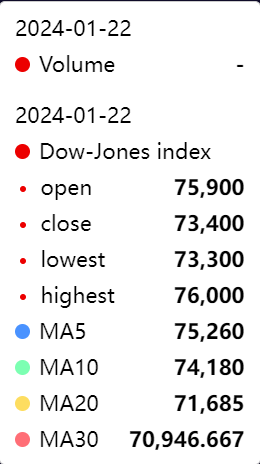 2024-01-22
Volume -
2024-01-22
Dow-Jones index
open 75,900
close 73,400
lowest 73,300
highest 76,000
MA5 75,260
MA10 74,180
MA20 71,685
MA30 70,946.667